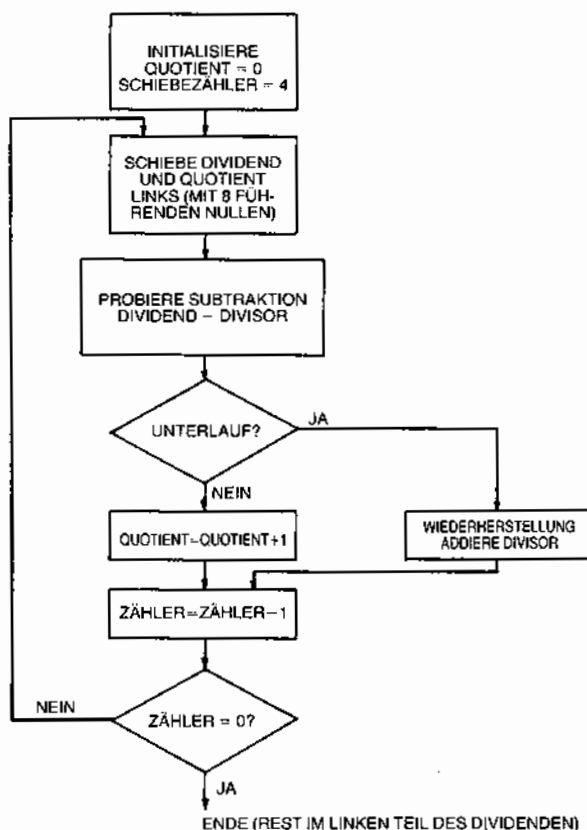 INITIALISIERE
QUOTIENT = 0
SCHIEBEZÄHLER = 4
SCHIEBE DIVIDEND
UND QUOTIENT
LINKS (MIT 8 FÜH-
RENDEN NULLEN)
PROBIERE SUBTRAKTION
DIVIDEND – DIVISOR
UNTERLAUF?
JA
NEIN
QUOTIENT=QUOTIENT+1
WIEDERHERSTELLUNG
ADDIERE DIVISOR
ZÄHLER=ZÄHLER–1
NEIN
ZÄHLER = 0?
JA
ENDE (REST IM LINKEN TEIL DES DIVIDENDEN)